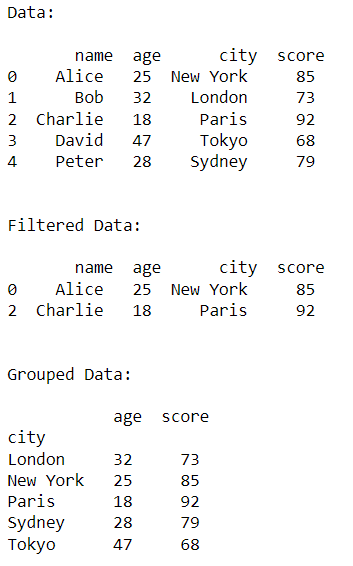 Data:
name age city score
0 Alice 25 New York 85
1 Bob 32 London 73
2 Charlie 18 Paris 92
3 David 47 Tokyo 68
4 Peter 28 Sydney 79
Filtered Data:
name age city score
0 Alice 25 New York 85
2 Charlie 18 Paris 92
Grouped Data:
age score
city
London 32 73
New York 25 85
Paris 18 92
Sydney 28 79
Tokyo 47 68